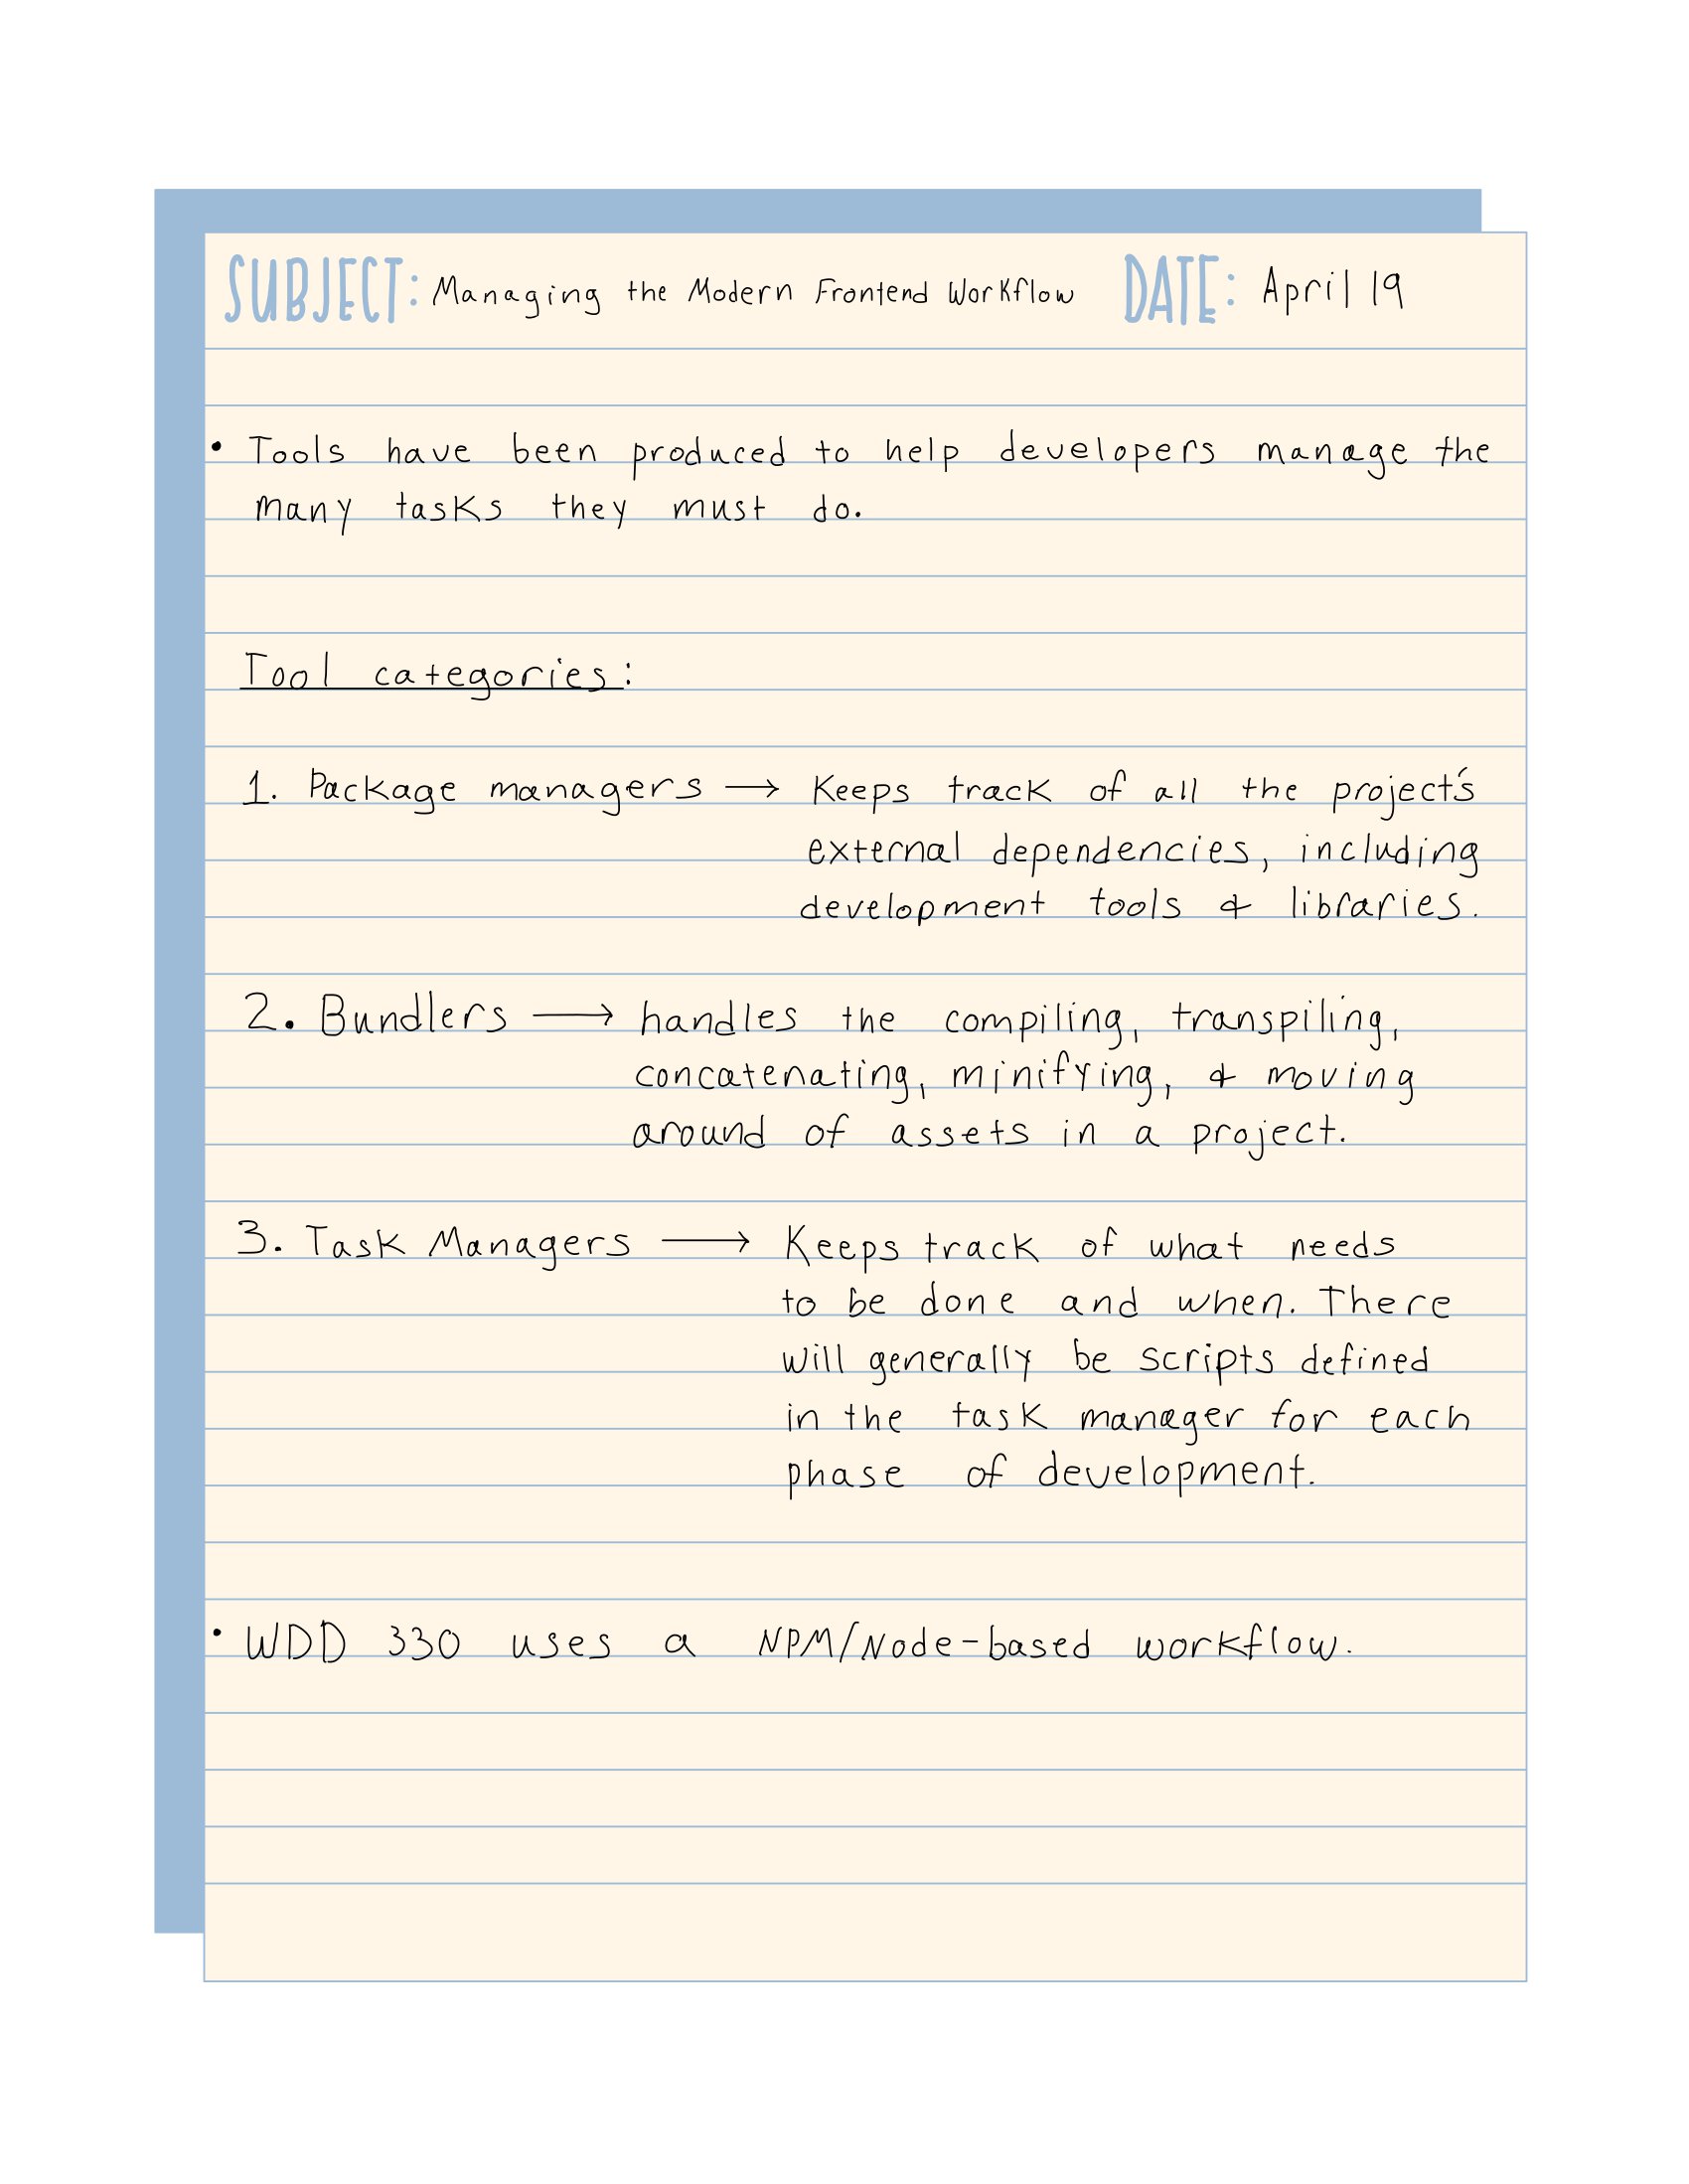 SUBJECT: Managing the Modern Frontend Workflow DATE: April 19
• Tools have been produced to help developers manage the
many tasks they must do.
Tool categories:
1. Package managers → Keeps track of all the project's
external dependencies, including
development tools & libraries.
2. Bundlers → handles the compiling, transpiling,
concatenating, minifying, & moving
around of assets in a project.
3. Task Managers → Keeps track of what needs
to be done and when. There
will generally be scripts defined
in the task manager for each
phase of development.
• WDD 330 uses a NPM/Node-based workflow.